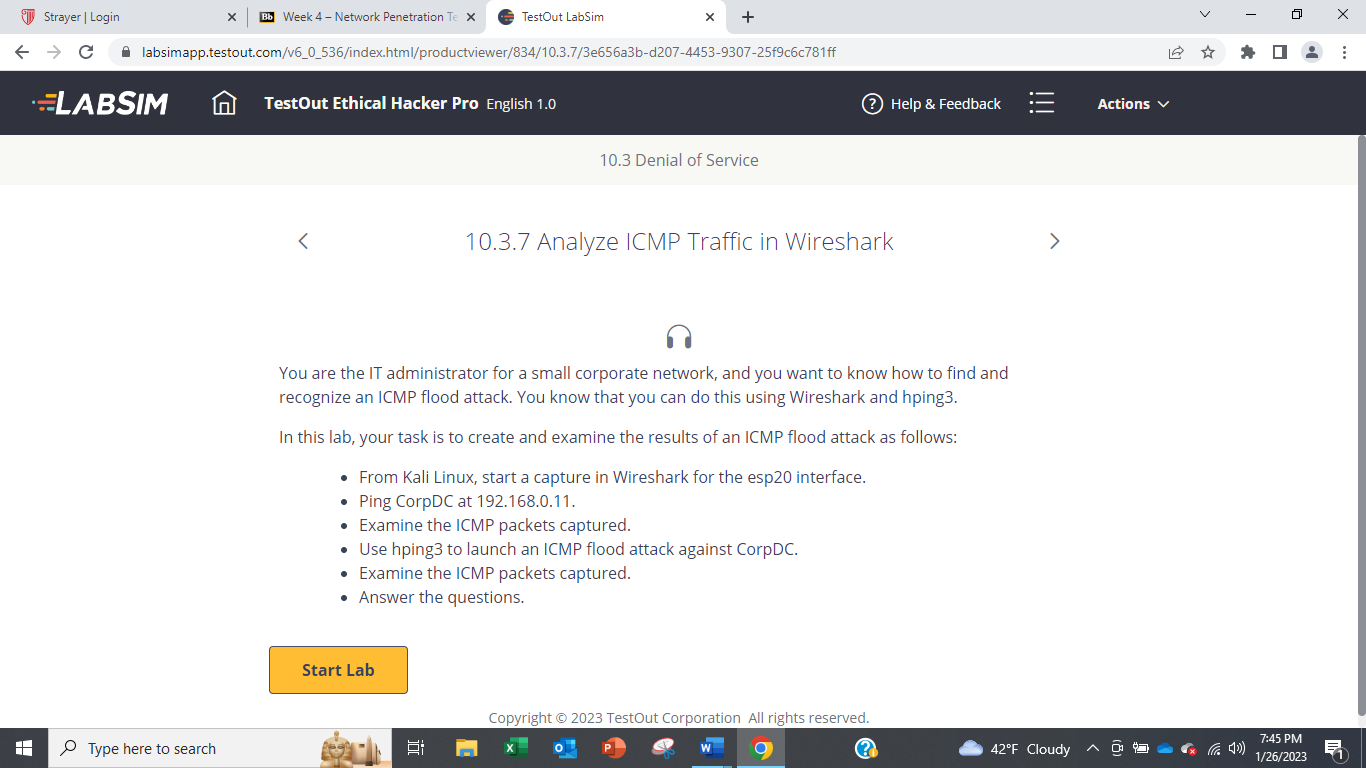 Strayer | Login
Bb Week 4 – Network Penetration Te
TestOut LabSim
labsimapp.testout.com/v6_0_536/index.html/productviewer/834/10.3.7/3e656a3b-d207-4453-9307-25f9c6c781ff
LABSIM TestOut Ethical Hacker Pro English 1.0 Help & Feedback Actions
10.3 Denial of Service
10.3.7 Analyze ICMP Traffic in Wireshark
You are the IT administrator for a small corporate network, and you want to know how to find and
recognize an ICMP flood attack. You know that you can do this using Wireshark and hping3.
In this lab, your task is to create and examine the results of an ICMP flood attack as follows:
• From Kali Linux, start a capture in Wireshark for the esp20 interface.
• Ping CorpDC at 192.168.0.11.
• Examine the ICMP packets captured.
• Use hping3 to launch an ICMP flood attack against CorpDC.
• Examine the ICMP packets captured.
• Answer the questions.
Start Lab
Copyright © 2023 TestOut Corporation All rights reserved.
Type here to search
42°F Cloudy
7:45 PM
1/26/2023
1